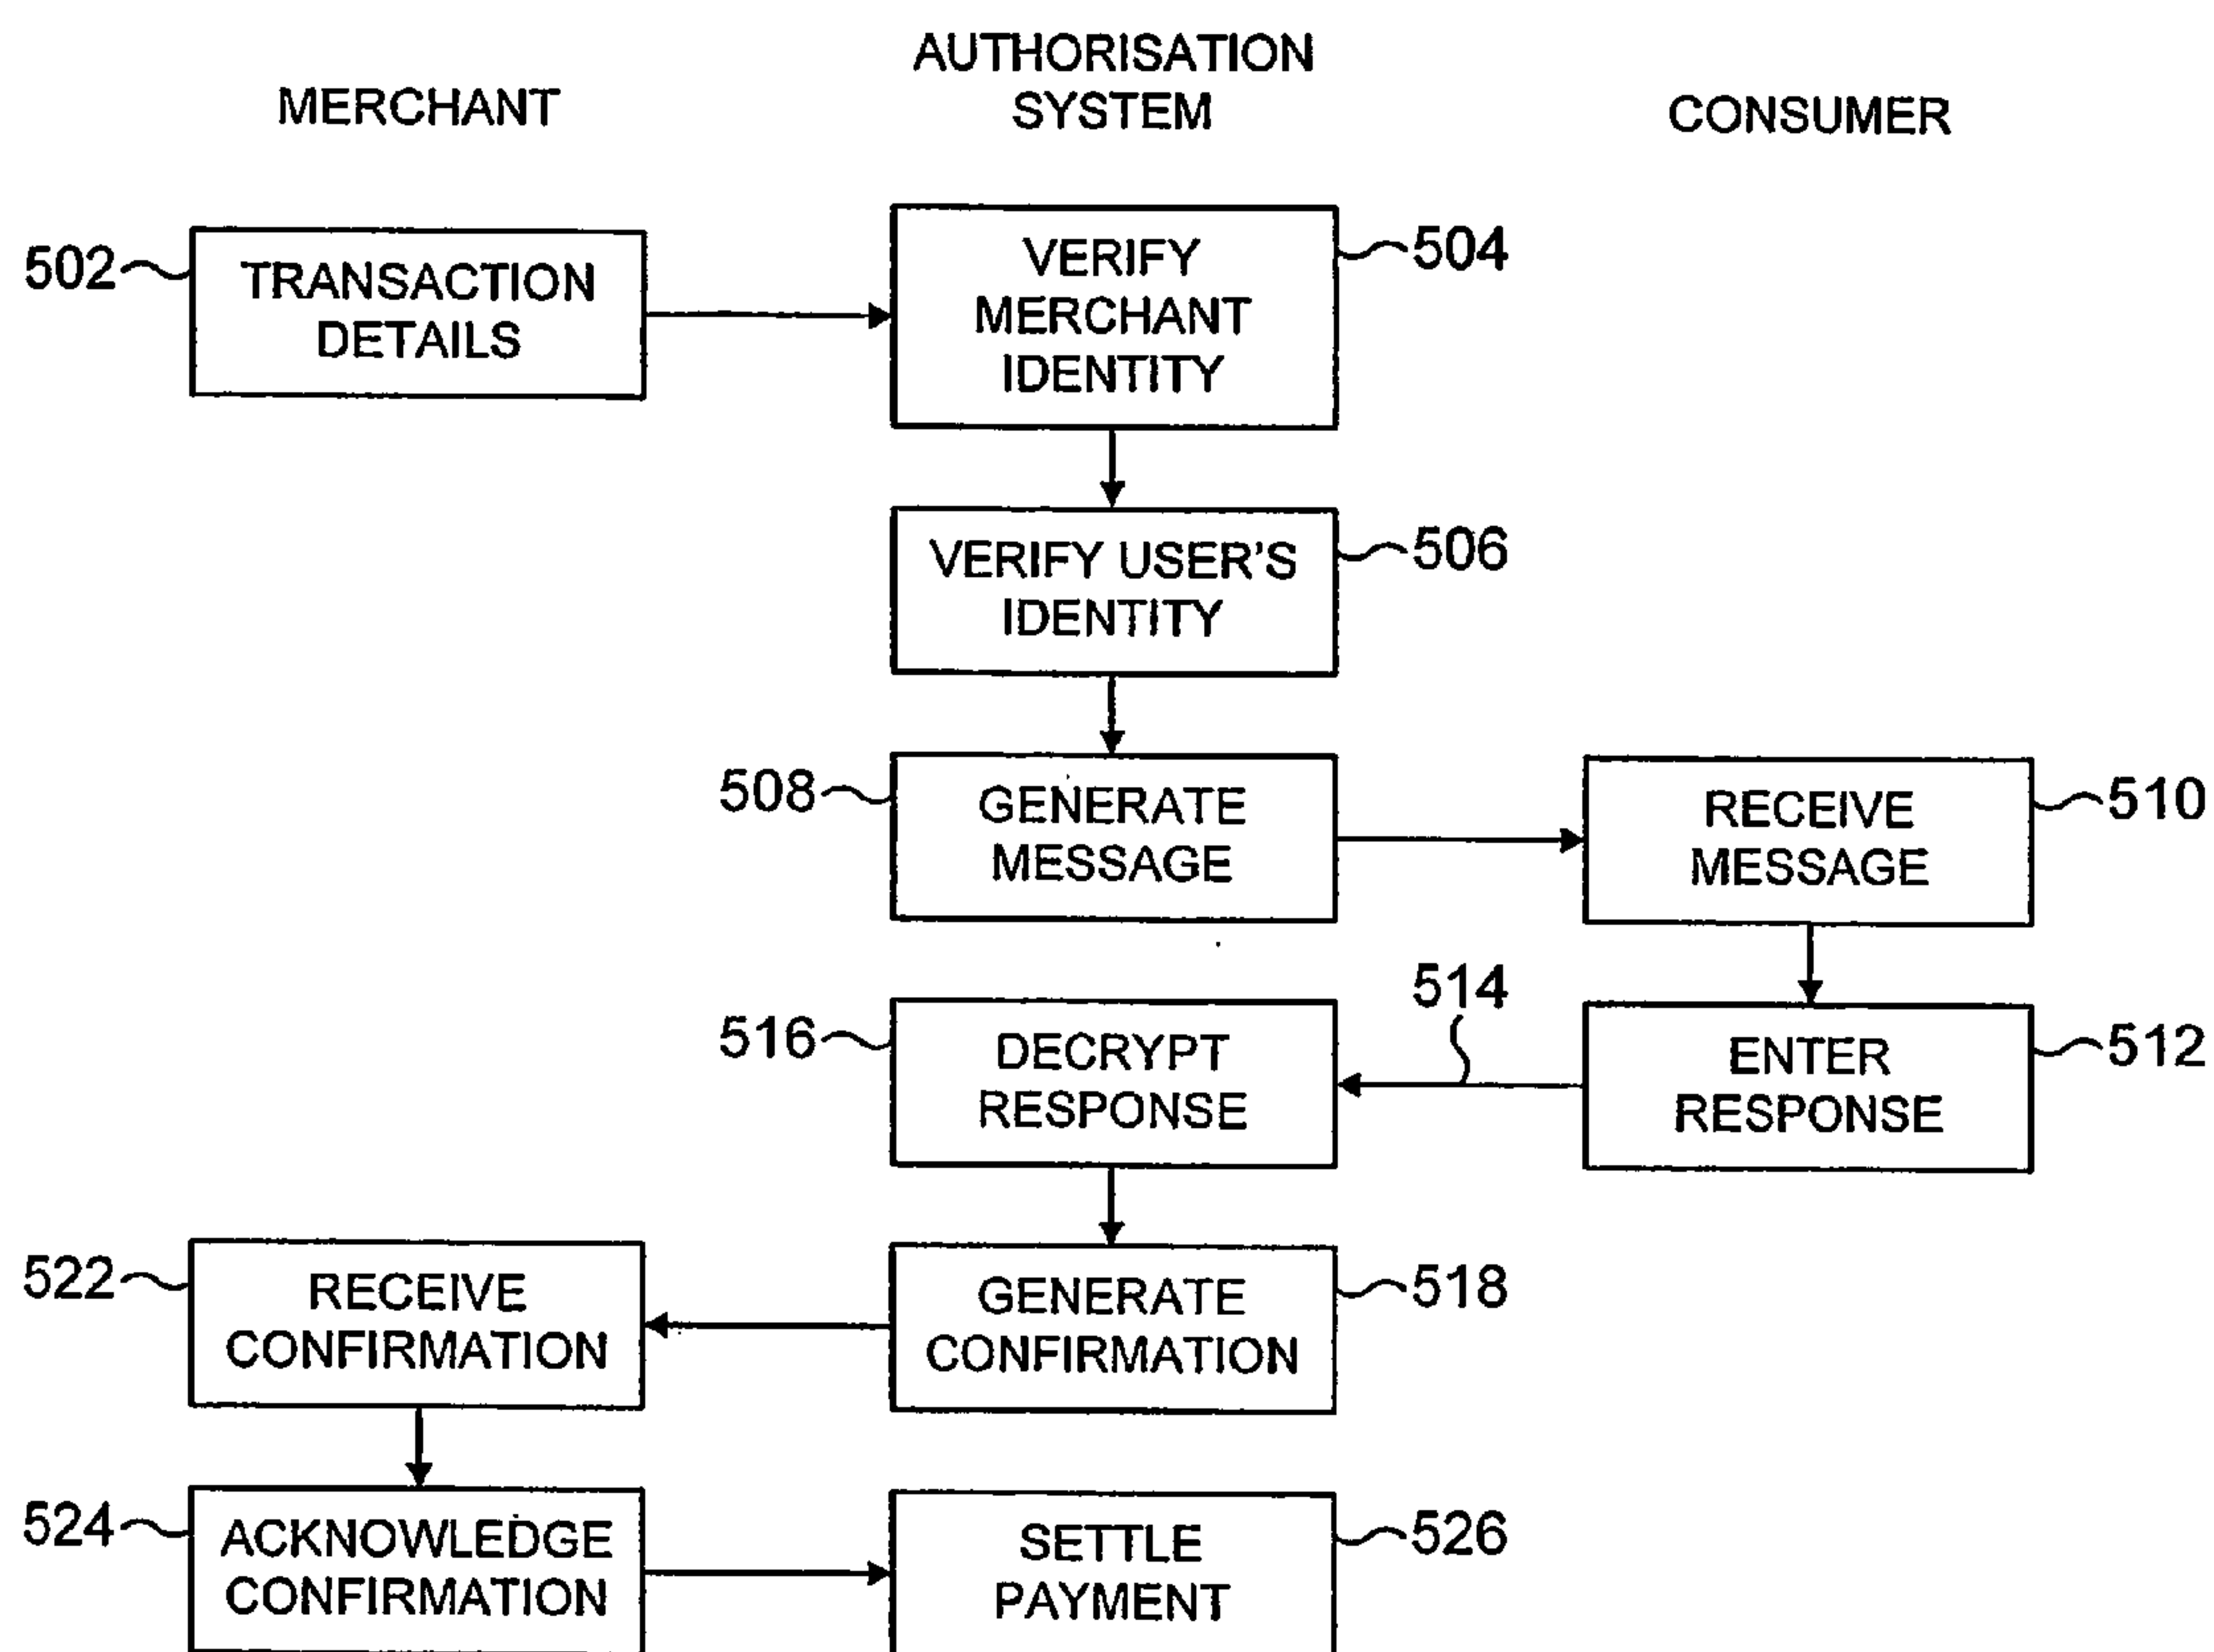 AUTHORISATION
SYSTEM
MERCHANT
CONSUMER
502
TRANSACTION
DETAILS
VERIFY
MERCHANT
IDENTITY
504
VERIFY USER'S
IDENTITY
506
508
GENERATE
MESSAGE
RECEIVE
MESSAGE
510
514
516
DECRYPT
RESPONSE
ENTER
RESPONSE
512
522
RECEIVE
CONFIRMATION
GENERATE
CONFIRMATION
518
524
ACKNOWLEDGE
CONFIRMATION
SETTLE
PAYMENT
526